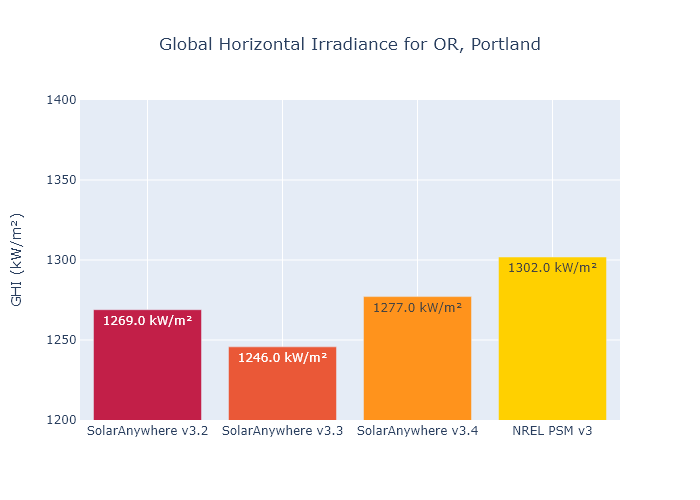 Global Horizontal Irradiance for OR, Portland
GHI (kW/m²)
1400
1350
1300
1250
1200
1269.0 kW/m²
1246.0 kW/m²
1277.0 kW/m²
1302.0 kW/m²
SolarAnywhere v3.2
SolarAnywhere v3.3
SolarAnywhere v3.4
NREL PSM v3